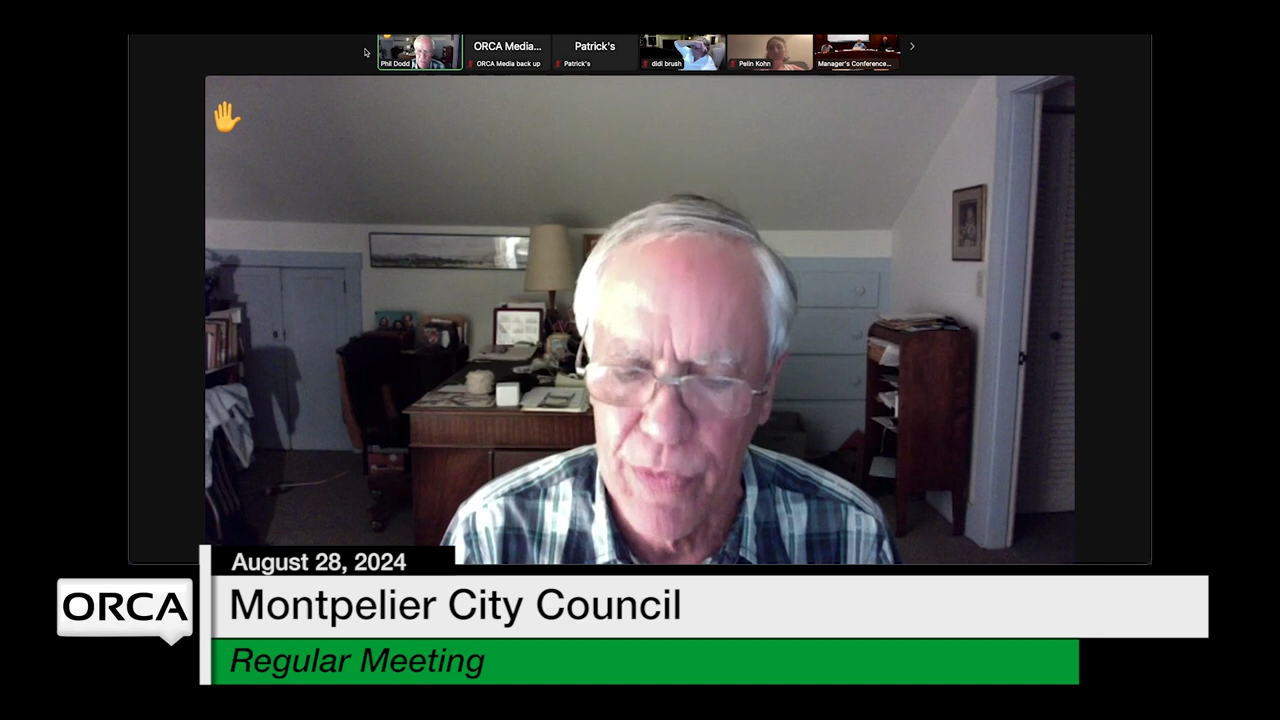 ORCA Media...
Patrick's
Phil Dodd
ORCA Media back up
Patrick's
didi brush
Pelin Kohn
Manager's Conference...
August 28, 2024
ORCA
Montpelier City Council
Regular Meeting